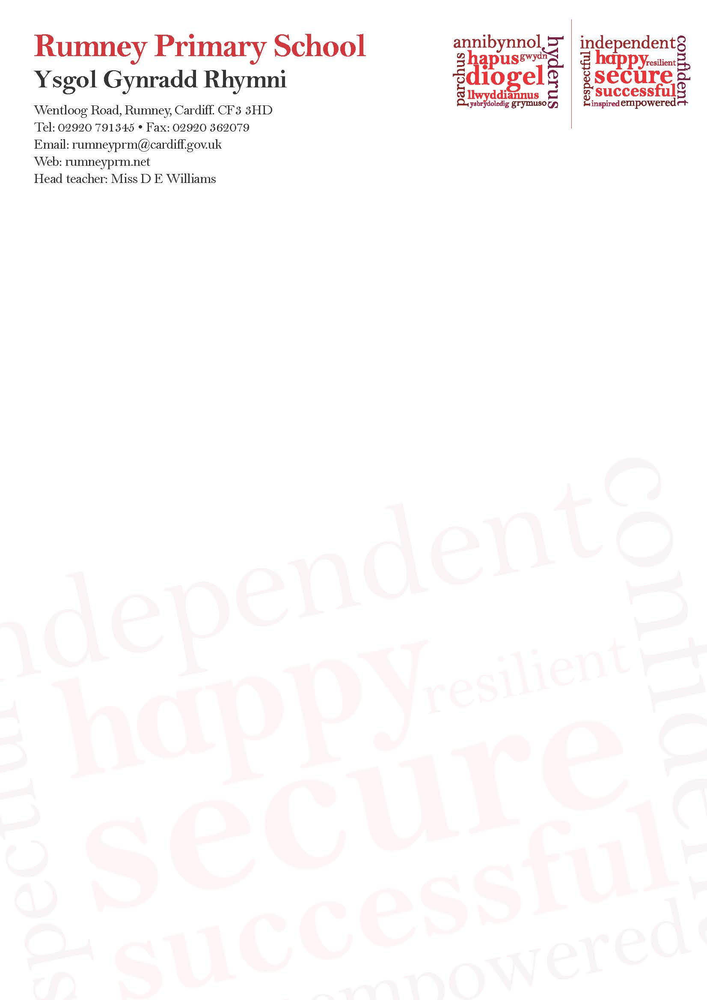 Rumney Primary School
Ysgol Gynradd Rhymni
Wentloog Road, Rumney, Cardiff. CF3 3HD
Tel: 02920 791345 • Fax: 02920 362079
Email: rumneyprm@cardiff.gov.uk
Web: rumneyprm.net
Head teacher: Miss D E Williams
annibynnol
hyderus
parchus
hapus
gwydn
diogel
llwyddiannus
ysbrydoledig
grymuso
independent
confident
respectful
happy
resilient
secure
successful
inspired
empowered
ndependent
confident
happy
resilient
spectful
secure
successful
empowered